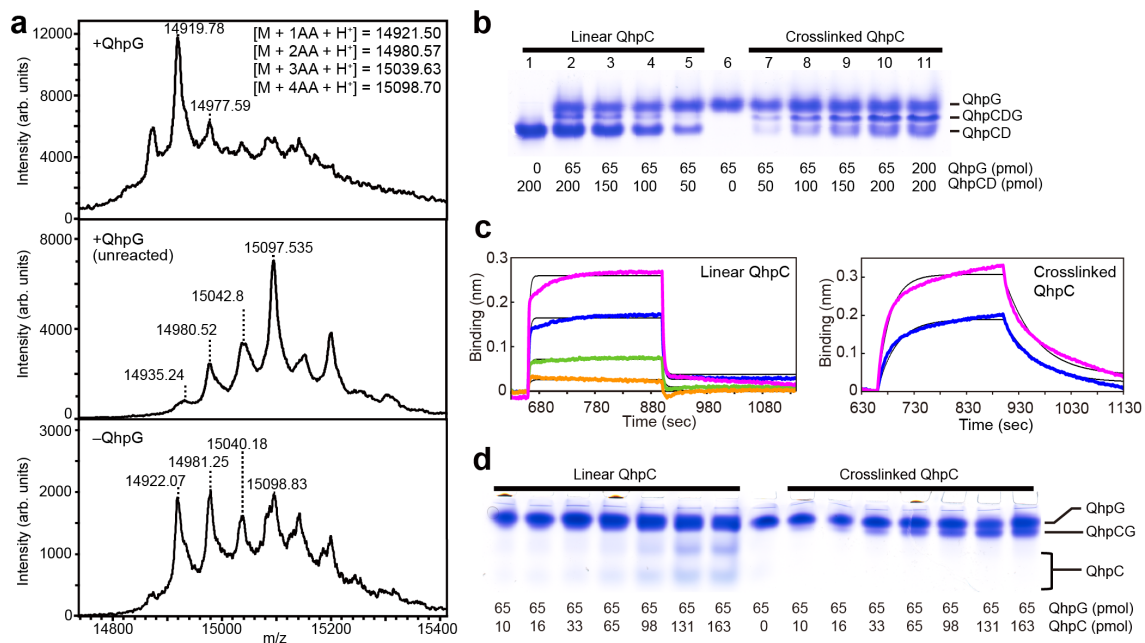 a
+QhpG
14919.78
14977.59
[M + 1AA + H⁺] = 14921.50
[M + 2AA + H⁺] = 14980.57
[M + 3AA + H⁺] = 15039.63
[M + 4AA + H⁺] = 15098.70
Intensity (arb. units)
12000
8000
4000
0
+QhpG
(unreacted)
14935.24
14980.52
15042.8
15097.535
Intensity (arb. units)
8000
4000
0
–QhpG
14922.07
14981.25
15040.18
15098.83
Intensity (arb. units)
3000
2000
1000
0
14800 15000 15200 15400
m/z
b
Linear QhpC Crosslinked QhpC
1 2 3 4 5 6 7 8 9 10 11
QhpG
QhpCDG
QhpCD
0 65 65 65 65 65 65 65 65 65 200 QhpG (pmol)
200 200 150 100 50 0 50 100 150 200 200 QhpCD (pmol)
c
Linear QhpC
Binding (nm)
0.3
0.2
0.1
0
680 780 880 980 1080
Time (sec)
Crosslinked
QhpC
Binding (nm)
0.3
0.2
0.1
0
630 730 830 930 1030 1130
Time (sec)
d
Linear QhpC Crosslinked QhpC
QhpG
QhpCG
QhpC
65 65 65 65 65 65 65 65 65 65 65 65 65 65 65 QhpG (pmol)
10 16 33 65 98 131 163 0 10 16 33 65 98 131 163 QhpC (pmol)